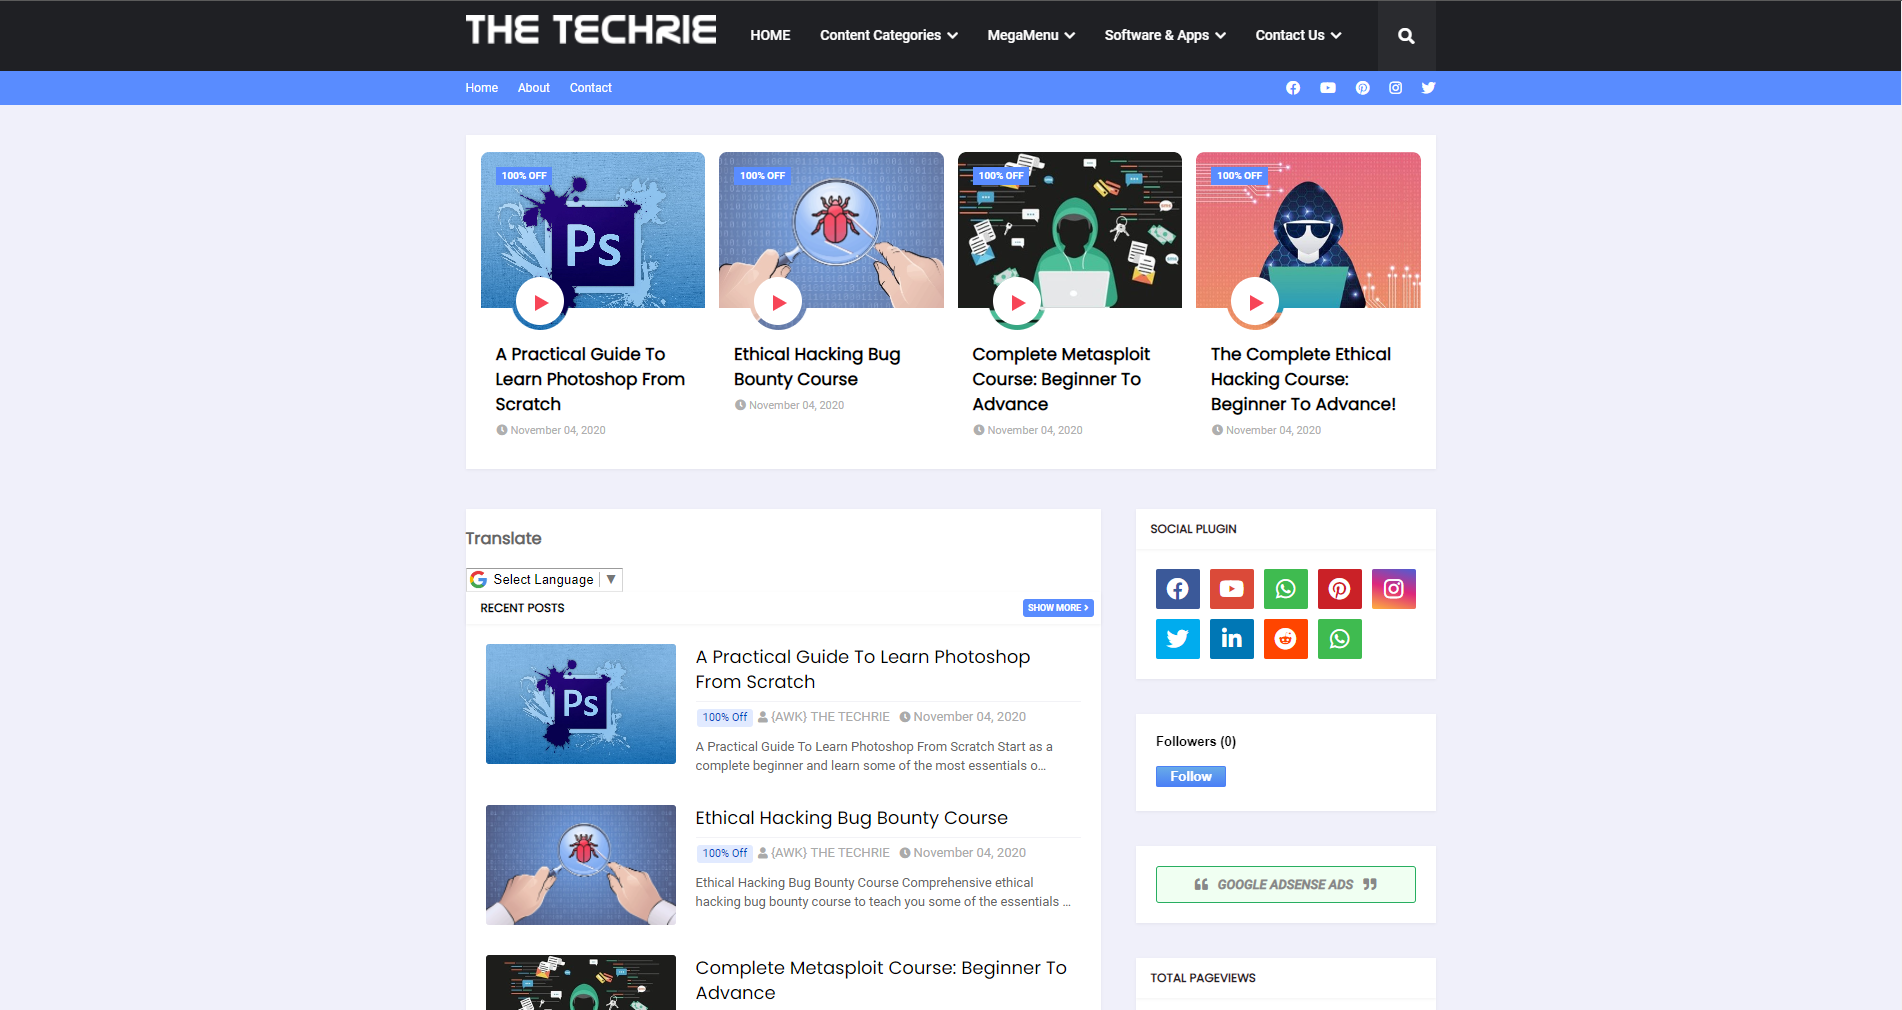 THE TECHRIE
HOME Content Categories MegaMenu Software & Apps Contact Us
Home About Contact
100% OFF
Ps
A Practical Guide To
Learn Photoshop From
Scratch
November 04, 2020
100% OFF
Ethical Hacking Bug
Bounty Course
November 04, 2020
100% OFF
Complete Metasploit
Course: Beginner To
Advance
November 04, 2020
100% OFF
The Complete Ethical
Hacking Course:
Beginner To Advance!
November 04, 2020
Translate
G Select Language ▼
RECENT POSTS SHOW MORE
Ps
A Practical Guide To Learn Photoshop
From Scratch
100% Off {AWK} THE TECHRIE November 04, 2020
A Practical Guide To Learn Photoshop From Scratch Start as a
complete beginner and learn some of the most essentials o...
Ethical Hacking Bug Bounty Course
100% Off {AWK} THE TECHRIE November 04, 2020
Ethical Hacking Bug Bounty Course Comprehensive ethical
hacking bug bounty course to teach you some of the essentials ...
Complete Metasploit Course: Beginner To
Advance
SOCIAL PLUGIN
in
Followers (0)
Follow
GOOGLE ADSENSE ADS
TOTAL PAGEVIEWS